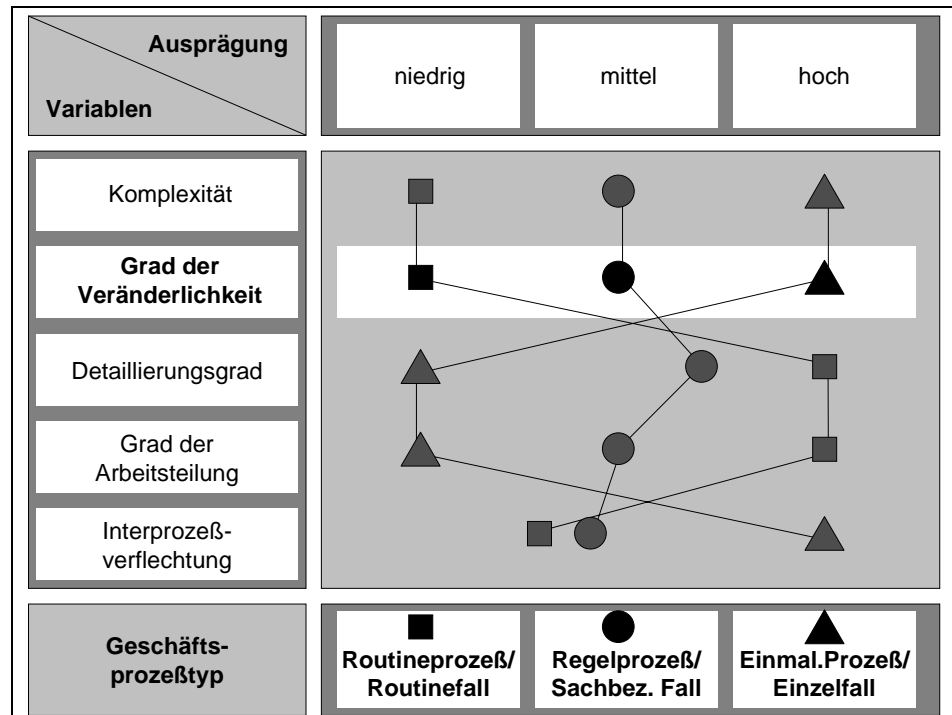 Ausprägung
Variablen
niedrig
mittel
hoch
Komplexität
Grad der
Veränderlichkeit
Detaillierungsgrad
Grad der
Arbeitsteilung
Interprozeß-
verflechtung
Geschäfts-
prozeßtyp
Routineprozeß/
Routinefall
Regelprozeß/
Sachbez. Fall
Einmal.Prozeß/
Einzelfall